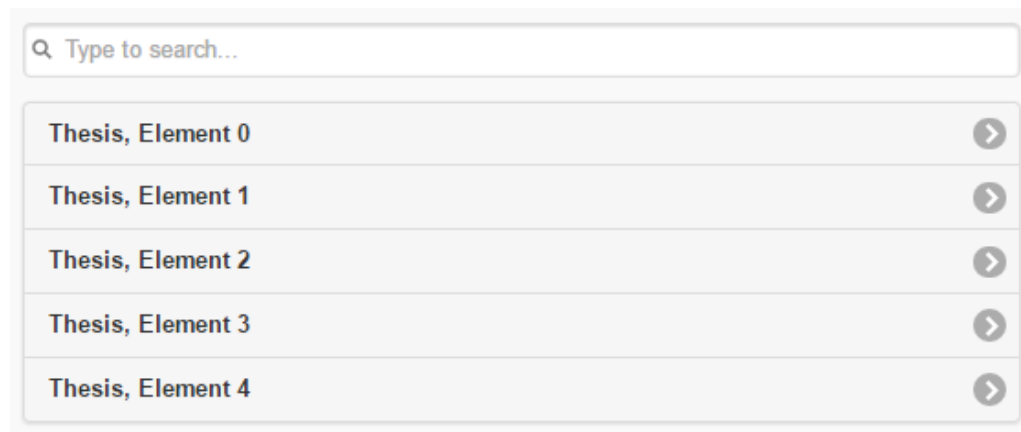 Type to search...
Thesis, Element 0
Thesis, Element 1
Thesis, Element 2
Thesis, Element 3
Thesis, Element 4